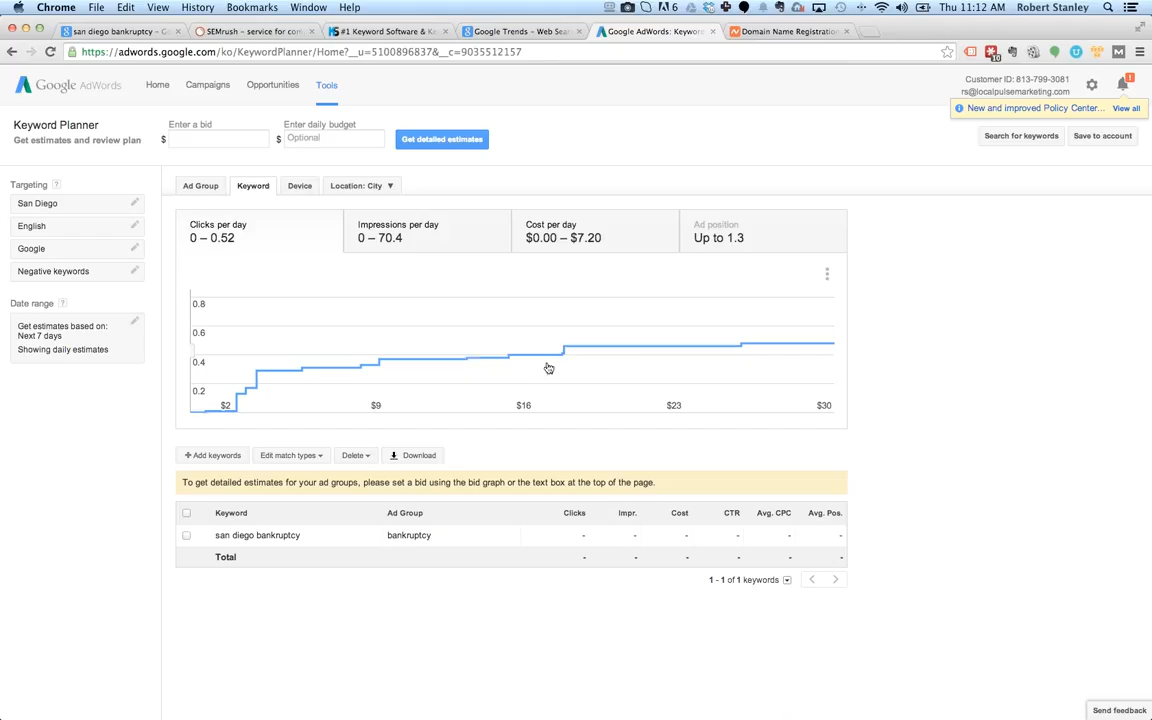 Chrome File Edit View History Bookmarks Window Help
6
Thu 11:12 AM Robert Stanley
san diego bankruptcy – G
SEMrush – service for com
#1 Keyword Software & K
Google Trends – Web Sear
Google AdWords: Keyword
Domain Name Registration
https://adwords.google.com/ko/KeywordPlanner/Home?__u=5100896837&__c=9035512157
10
Google AdWords
Home
Campaigns
Opportunities
Tools
Customer ID: 813-799-3081
rs@localpulsemarketing.com
!
New and improved Policy Center... View all
Keyword Planner
Get estimates and review plan
Enter a bid
$
Enter daily budget
$ Optional
Get detailed estimates
Search for keywords
Save to account
Targeting ?
San Diego
English
Google
Negative keywords
Date range ?
Get estimates based on:
Next 7 days
Showing daily estimates
Ad Group
Keyword
Device
Location: City
Clicks per day
0 – 0.52
Impressions per day
0 – 70.4
Cost per day
$0.00 – $7.20
Ad position
Up to 1.3
0.8
0.6
0.4
0.2
$2 $9 $16 $23 $30
Add keywords
Edit match types
Delete
Download
To get detailed estimates for your ad groups, please set a bid using the bid graph or the text box at the top of the page.
Keyword Ad Group Clicks Impr. Cost CTR Avg. CPC Avg. Pos.
san diego bankruptcy bankruptcy - - - - - -
Total - - - - - -
1 - 1 of 1 keywords
Send feedback